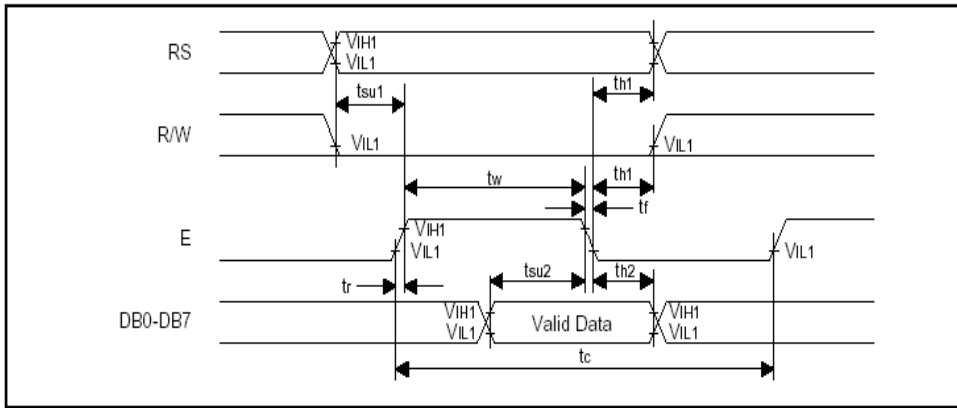 RS
VIH1
VIL1
tsu1
th1
R/W
VIL1
VIL1
tw
th1
tf
E
VIH1
VIL1
VIL1
tsu2
th2
tr
DB0-DB7
VIH1
VIL1
Valid Data
VIH1
VIL1
tc